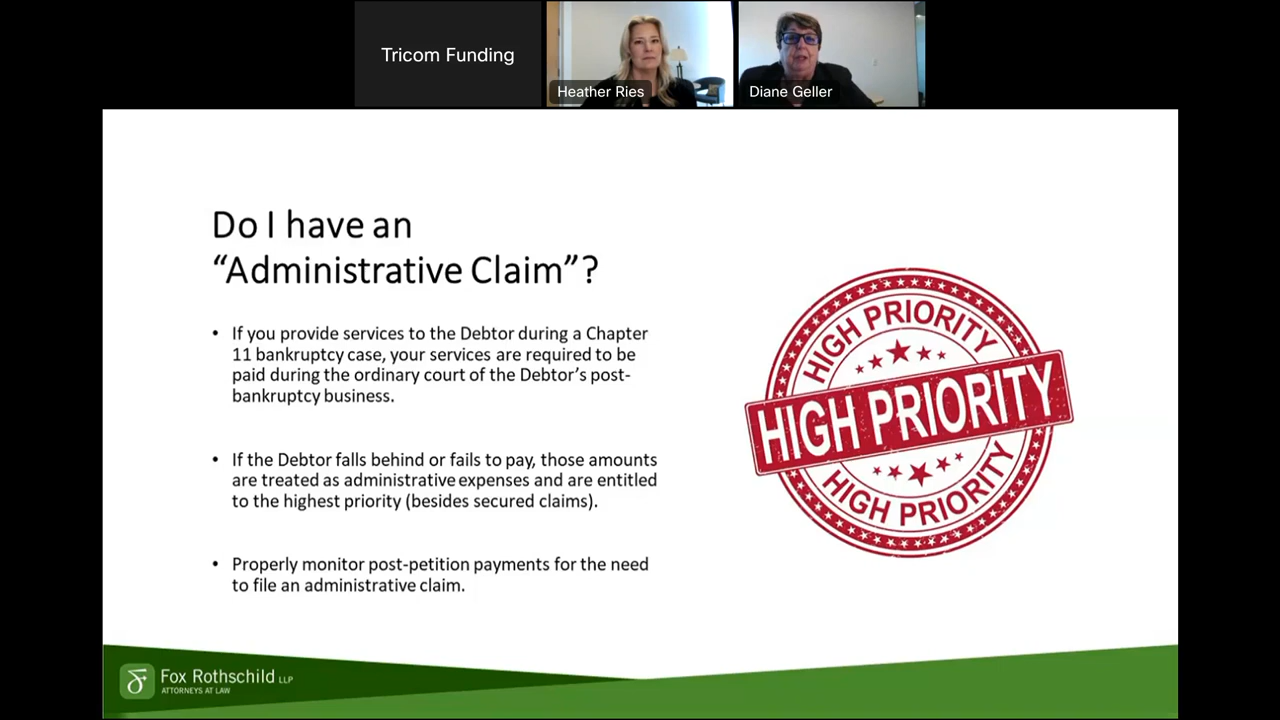 Tricom Funding
Heather Ries
Diane Geller
Do I have an
“Administrative Claim”?
• If you provide services to the Debtor during a Chapter
11 bankruptcy case, your services are required to be
paid during the ordinary court of the Debtor’s post-
bankruptcy business.
• If the Debtor falls behind or fails to pay, those amounts
are treated as administrative expenses and are entitled
to the highest priority (besides secured claims).
• Properly monitor post-petition payments for the need
to file an administrative claim.
HIGH PRIORITY
HIGH PRIORITY
HIGH PRIORITY
Fox Rothschild LLP
ATTORNEYS AT LAW